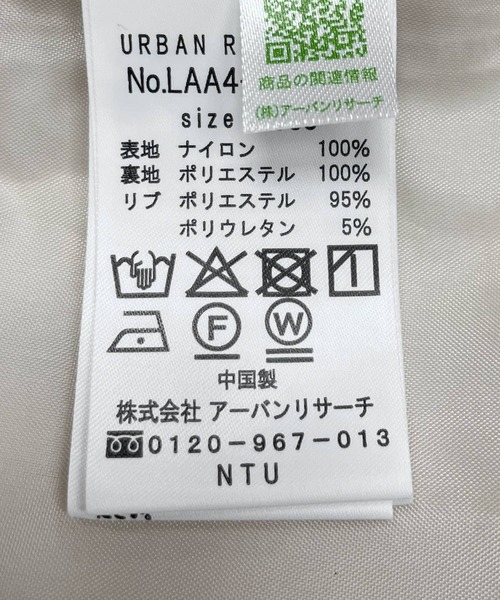 URBAN R
商品の関連情報
No.LAA4
(株)アーバンリサーチ
size
表地 ナイロン 100%
裏地 ポリエステル 100%
リブ ポリエステル 95%
ポリウレタン 5%
F W
中国製
株式会社 アーバンリサーチ
0120-967-013
NTU